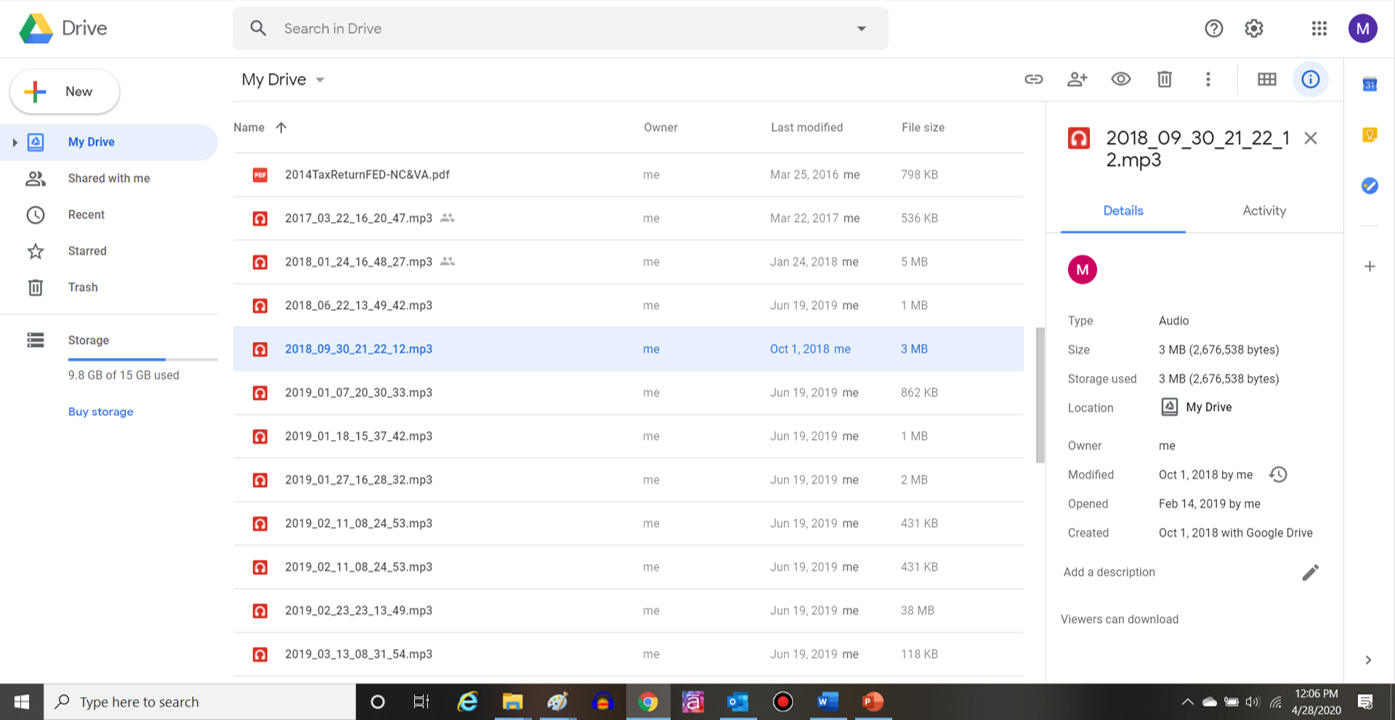 Drive
Search in Drive
M
New
My Drive
Shared with me
Recent
Starred
Trash
Storage
9.8 GB of 15 GB used
Buy storage
My Drive
Name Owner Last modified File size
PDF 2014TaxReturnFED-NC&VA.pdf me Mar 25, 2016 me 798 KB
2017_03_22_16_20_47.mp3 me Mar 22, 2017 me 536 KB
2018_01_24_16_48_27.mp3 me Jan 24, 2018 me 5 MB
2018_06_22_13_49_42.mp3 me Jun 19, 2019 me 1 MB
2018_09_30_21_22_12.mp3 me Oct 1, 2018 me 3 MB
2019_01_07_20_30_33.mp3 me Jun 19, 2019 me 862 KB
2019_01_18_15_37_42.mp3 me Jun 19, 2019 me 1 MB
2019_01_27_16_28_32.mp3 me Jun 19, 2019 me 2 MB
2019_02_11_08_24_53.mp3 me Jun 19, 2019 me 431 KB
2019_02_11_08_24_53.mp3 me Jun 19, 2019 me 431 KB
2019_02_23_23_13_49.mp3 me Jun 19, 2019 me 38 MB
2019_03_13_08_31_54.mp3 me Jun 19, 2019 me 118 KB
2018_09_30_21_22_1
2.mp3
Details Activity
M
Type Audio
Size 3 MB (2,676,538 bytes)
Storage used 3 MB (2,676,538 bytes)
Location My Drive
Owner me
Modified Oct 1, 2018 by me
Opened Feb 14, 2019 by me
Created Oct 1, 2018 with Google Drive
Add a description
Viewers can download
31
Type here to search
12:06 PM
4/28/2020